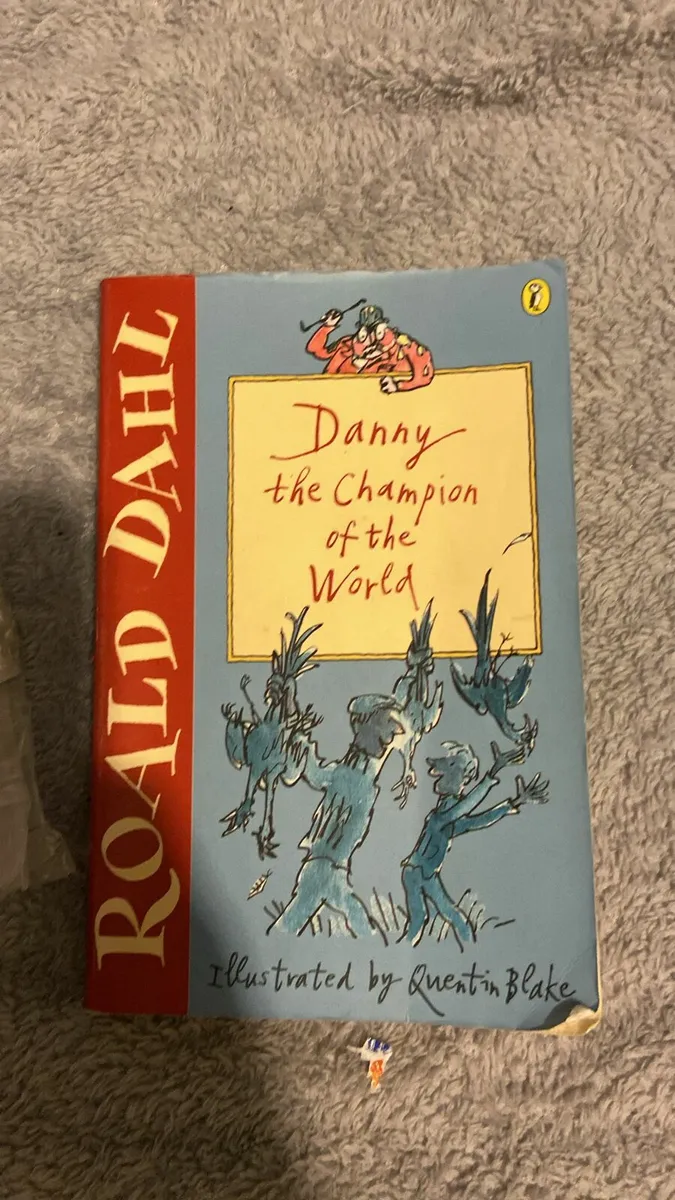 ROALD DAHL
Danny
the Champion
of the
World
Illustrated by Quentin Blake